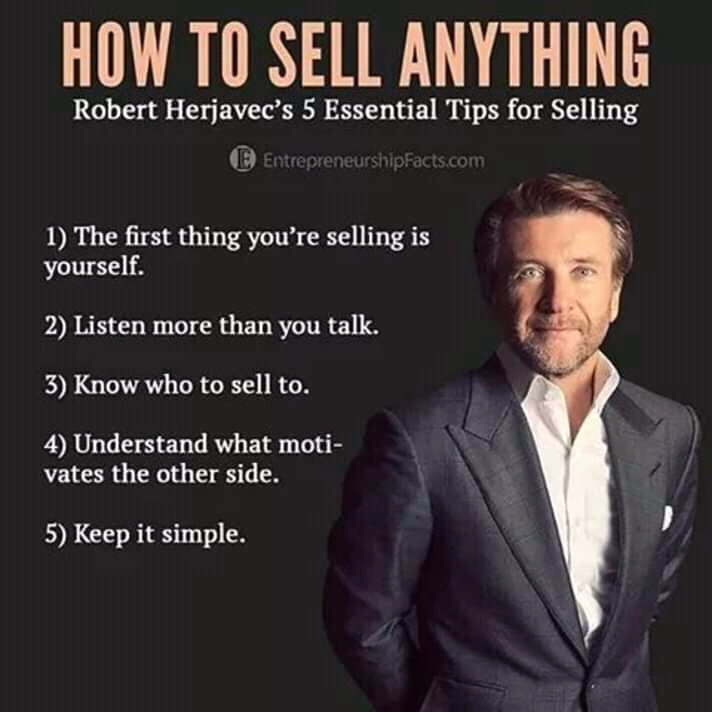 HOW TO SELL ANYTHING
Robert Herjavec's 5 Essential Tips for Selling
E EntrepreneurshipFacts.com
1) The first thing you're selling is
yourself.
2) Listen more than you talk.
3) Know who to sell to.
4) Understand what moti-
vates the other side.
5) Keep it simple.